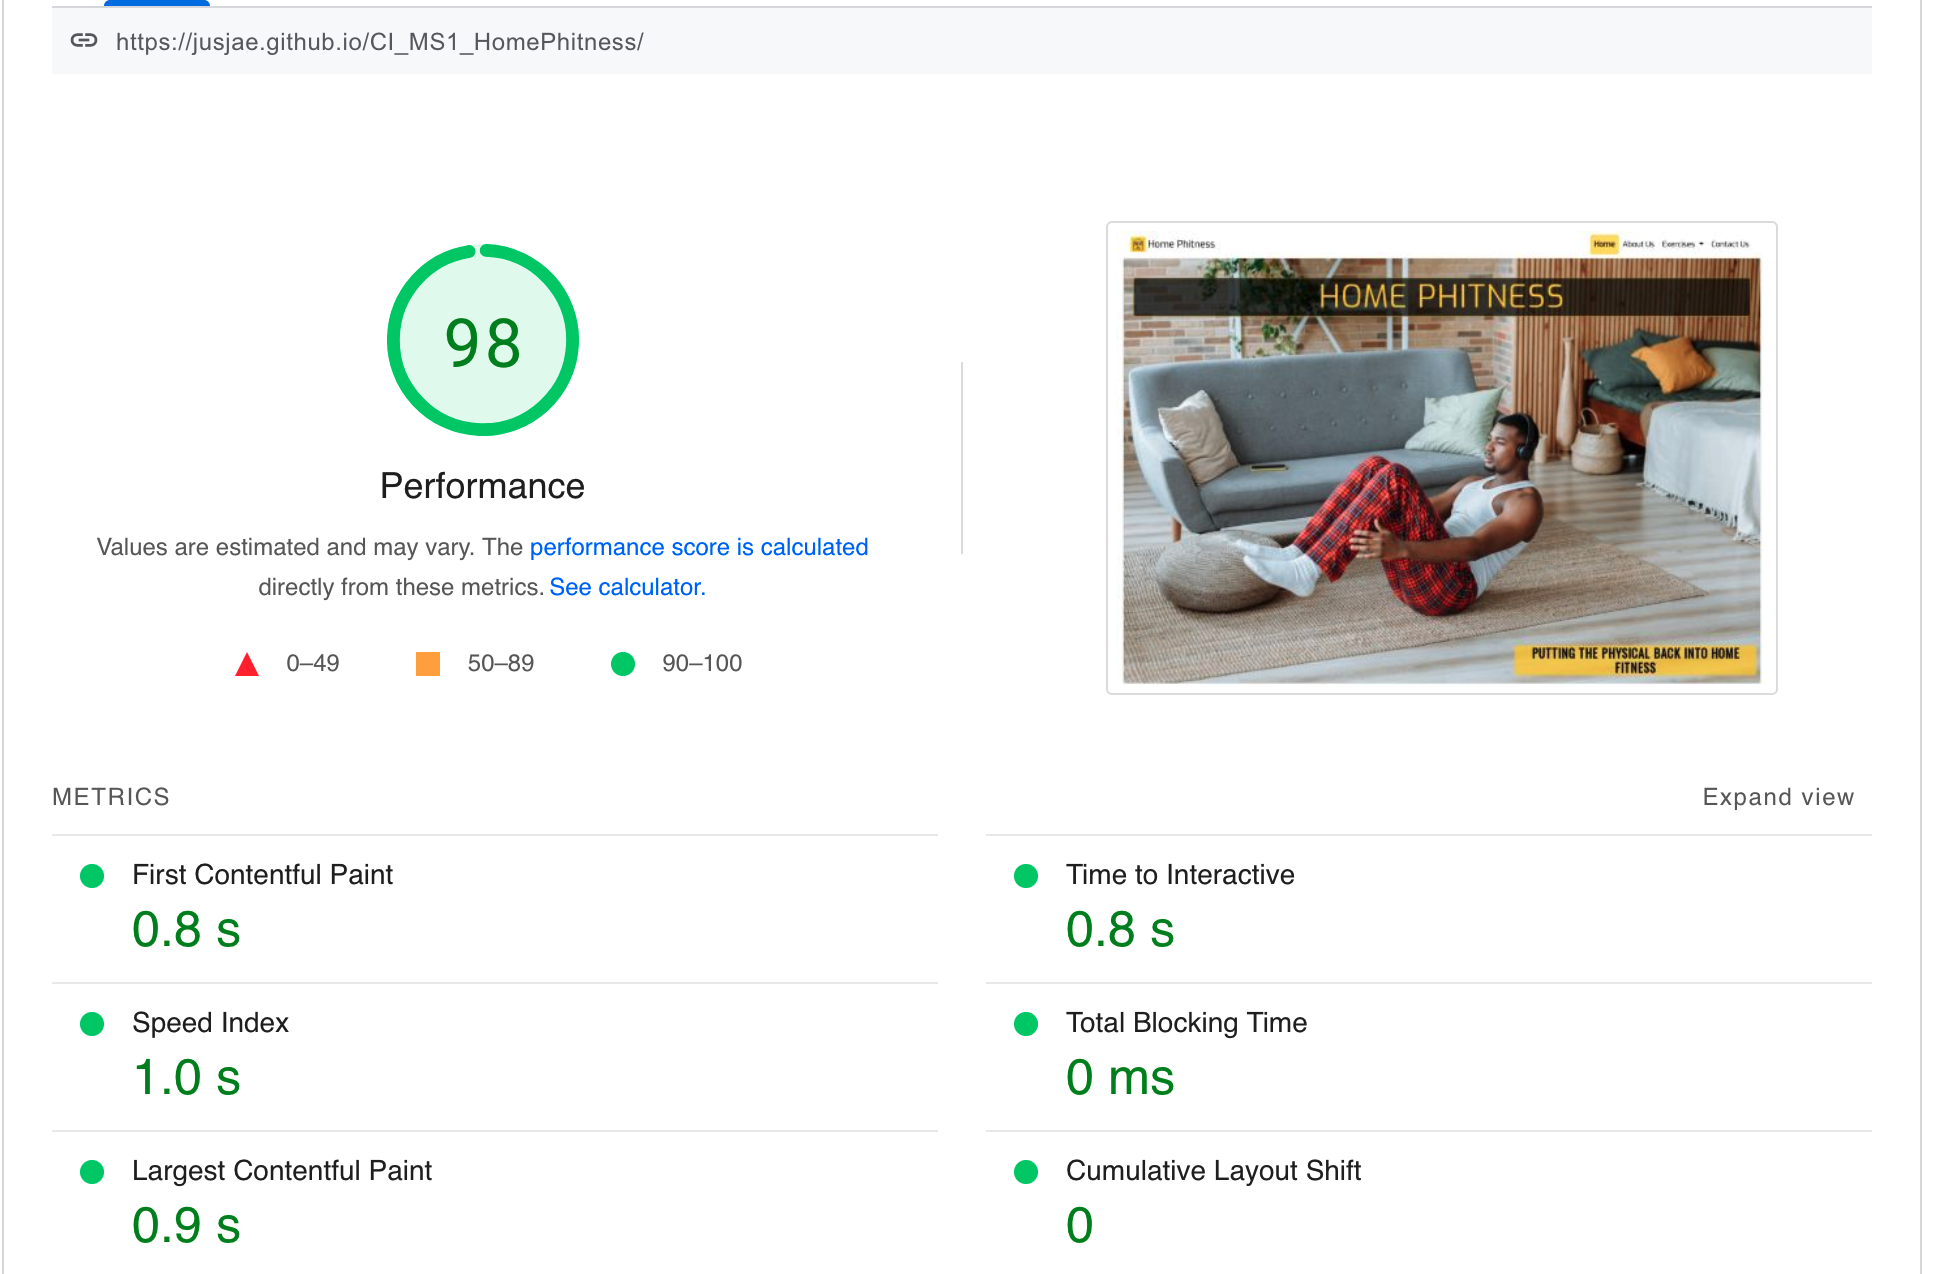 https://jusjae.github.io/CI_MS1_HomePhitness/
98
Performance
Values are estimated and may vary. The performance score is calculated
directly from these metrics. See calculator.
0–49 50–89 90–100
Home Phitness
Home About Us Exercises Contact Us
HOME PHITNESS
PUTTING THE PHYSICAL BACK INTO HOME
FITNESS
METRICS
Expand view
First Contentful Paint
0.8 s
Time to Interactive
0.8 s
Speed Index
1.0 s
Total Blocking Time
0 ms
Largest Contentful Paint
0.9 s
Cumulative Layout Shift
0